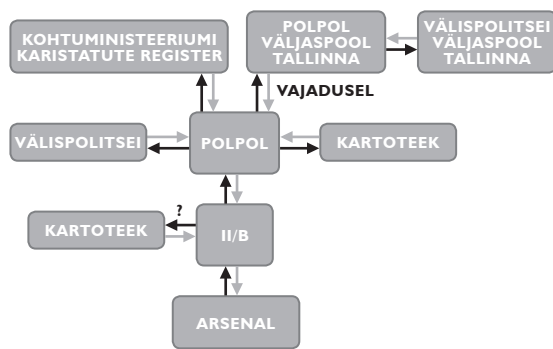 KOHTUMINISTEERIUMI
KARISTATUTE REGISTER
POLPOL
VÄLJASPOOL
TALLINNA
VÄLISPOLITSEI
VÄLJASPOOL
TALLINNA
VAJADUSEL
VÄLISPOLITSEI
POLPOL
KARTOTEEK
?
KARTOTEEK
II/B
ARSENAL